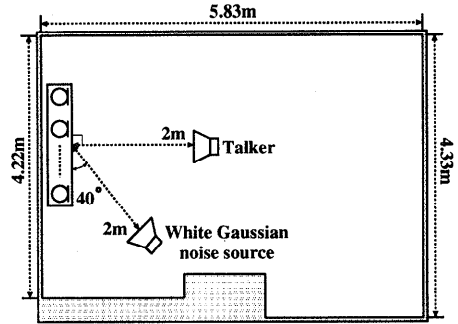 5.83m
2m
Talker
4.22m
4.33m
40°
2m
White Gaussian
noise source